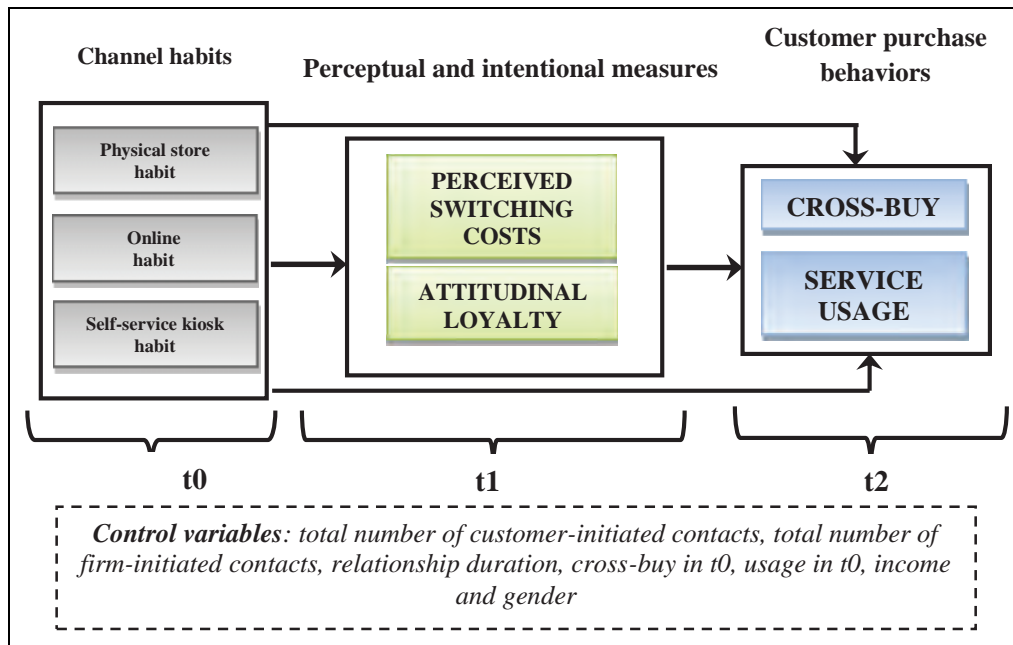 Channel habits
Perceptual and intentional measures
Customer purchase
behaviors
Physical store
habit
Online
habit
Self-service kiosk
habit
PERCEIVED
SWITCHING
COSTS
ATTITUDINAL
LOYALTY
CROSS-BUY
SERVICE
USAGE
t0
t1
t2
Control variables: total number of customer-initiated contacts, total number of
firm-initiated contacts, relationship duration, cross-buy in t0, usage in t0, income
and gender